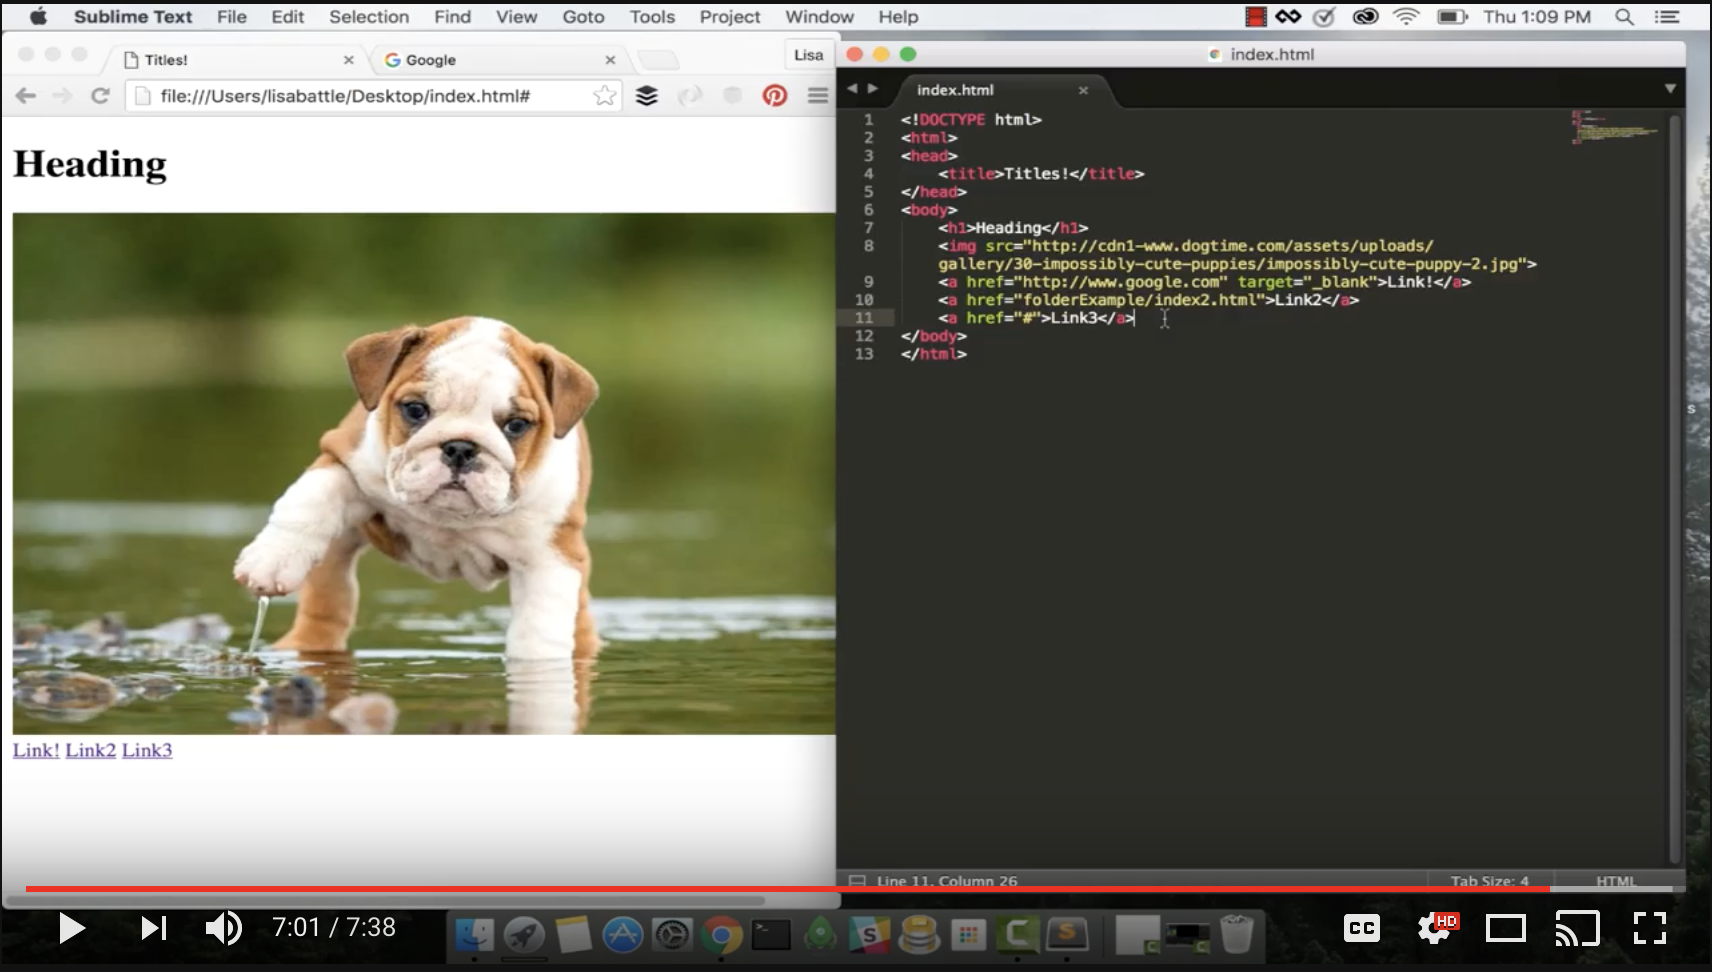 Sublime Text File Edit Selection Find View Goto Tools Project Window Help Thu 1:09 PM
Titles! Google Lisa
file:///Users/lisabattle/Desktop/index.html#
Heading
Link! Link2 Link3
index.html
index.html
1 <!DOCTYPE html>
2 <html>
3 <head>
4 <title>Titles!</title>
5 </head>
6 <body>
7 <h1>Heading</h1>
8 <img src="http://cdn1-www.dogtime.com/assets/uploads/
gallery/30-impossibly-cute-puppies/impossibly-cute-puppy-2.jpg">
9 <a href="http://www.google.com" target="_blank">Link!</a>
10 <a href="folderExample/index2.html">Link2</a>
11 <a href="#">Link3</a>
12 </body>
13 </html>
s
Line 11, Column 26 Tab Size: 4 HTML
7:01 / 7:38 CC HD